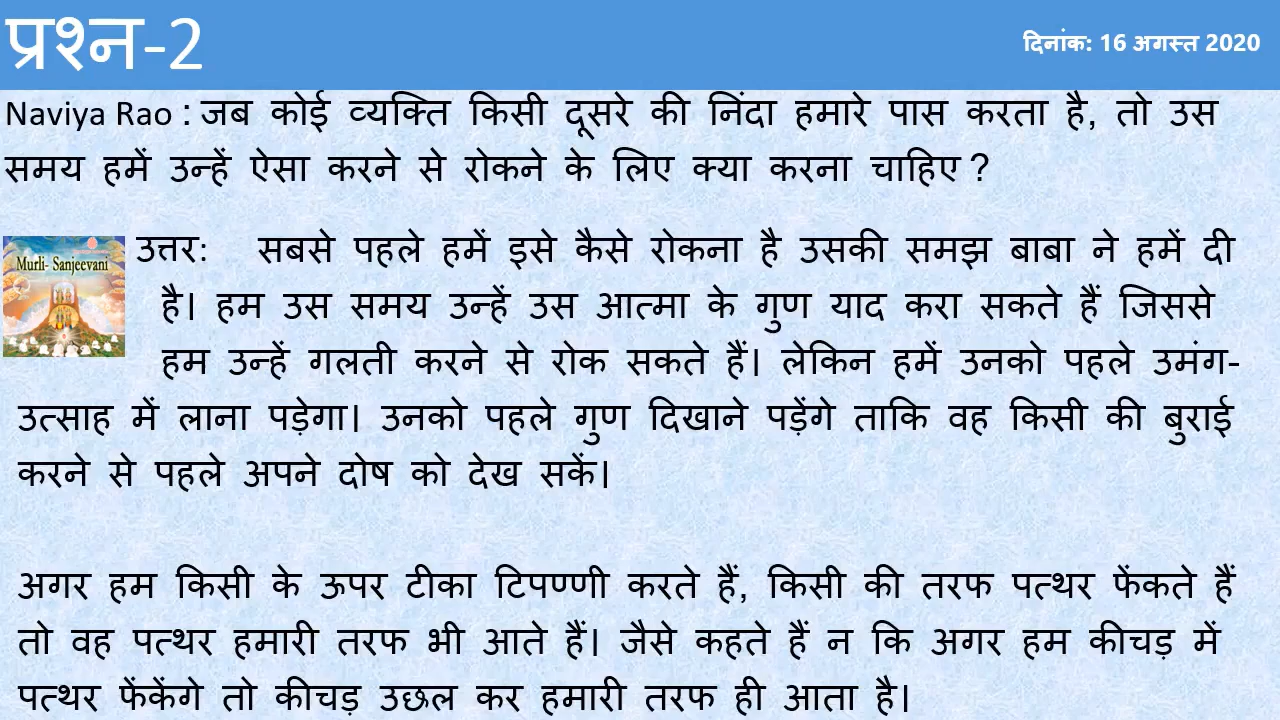 प्रश्न-2
दिनांक: 16 अगस्त 2020
Naviya Rao : जब कोई व्यक्ति किसी दूसरे की निंदा हमारे पास करता है, तो उस
समय हमें उन्हें ऐसा करने से रोकने के लिए क्या करना चाहिए ?
Murli- Sanjeevani
उत्तर: सबसे पहले हमें इसे कैसे रोकना है उसकी समझ बाबा ने हमें दी
है। हम उस समय उन्हें उस आत्मा के गुण याद करा सकते हैं जिससे
हम उन्हें गलती करने से रोक सकते हैं। लेकिन हमें उनको पहले उमंग-
उत्साह में लाना पड़ेगा। उनको पहले गुण दिखाने पड़ेंगे ताकि वह किसी की बुराई
करने से पहले अपने दोष को देख सकें।
अगर हम किसी के ऊपर टीका टिपण्णी करते हैं, किसी की तरफ पत्थर फेंकते हैं
तो वह पत्थर हमारी तरफ भी आते हैं। जैसे कहते हैं न कि अगर हम कीचड़ में
पत्थर फेंकेंगे तो कीचड़ उछल कर हमारी तरफ ही आता है।